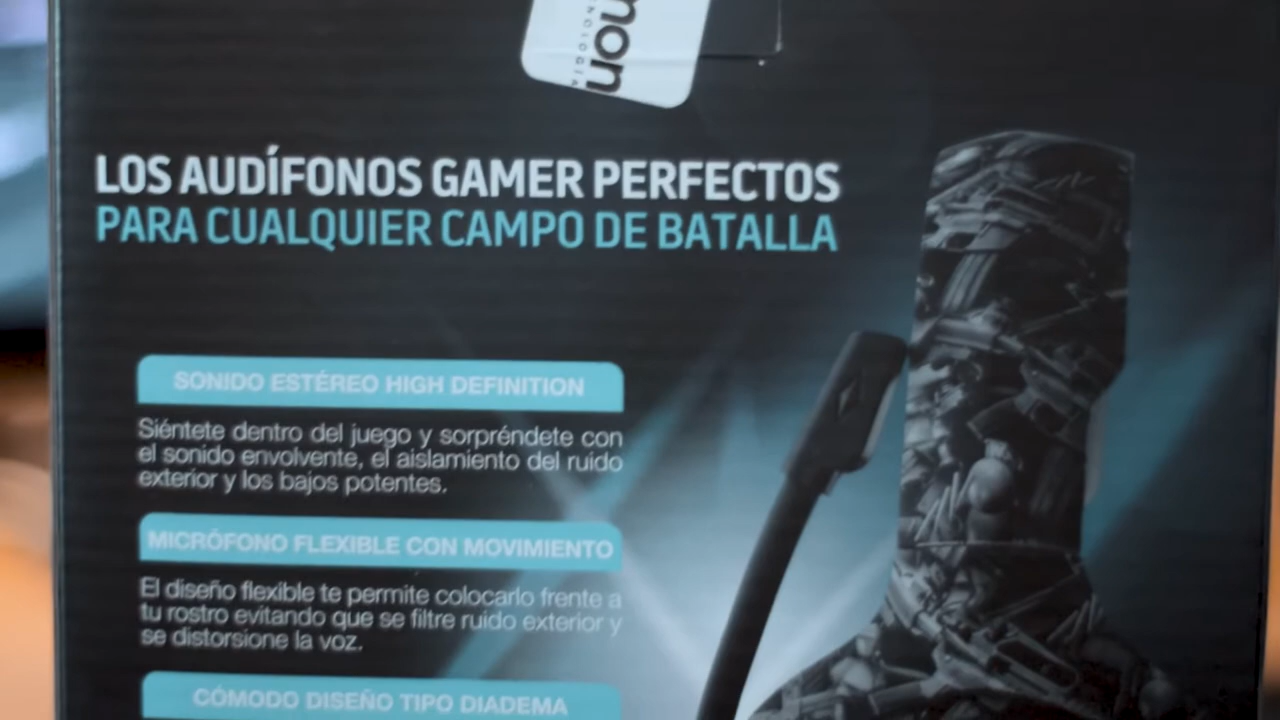 mon
LOS AUDÍFONOS GAMER PERFECTOS
PARA CUALQUIER CAMPO DE BATALLA
SONIDO ESTÉREO HIGH DEFINITION
Siéntete dentro del juego y sorpréndete con
el sonido envolvente, el aislamiento del ruido
exterior y los bajos potentes.
MICRÓFONO FLEXIBLE CON MOVIMIENTO
El diseño flexible te permite colocarlo frente a
tu rostro evitando que se filtre ruido exterior y
se distorsione la voz.
CÓMODO DISEÑO TIPO DIADEMA